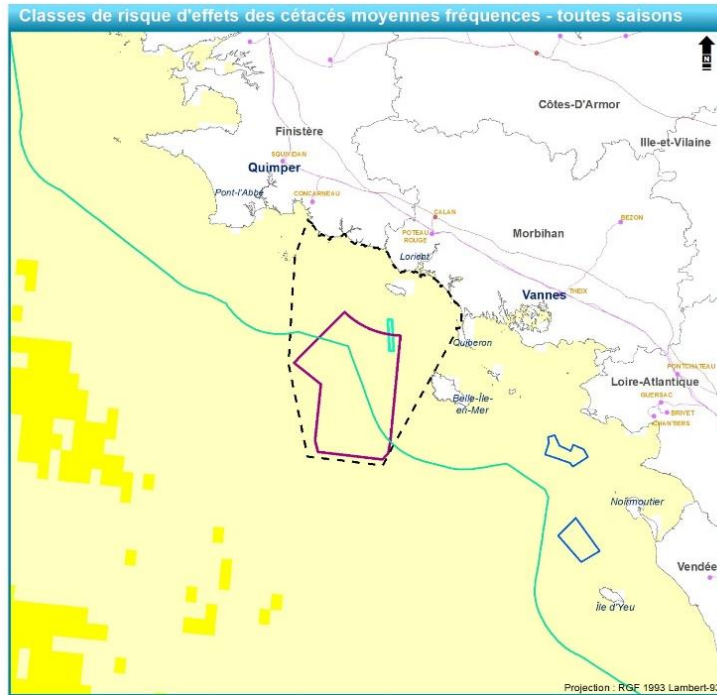 Classes de risque d'effets des cétacés moyennes fréquences - toutes saisons
N
Côtes-D'Armor
Finistère
Ille-et-Vilaine
SQUIVIDAN
Quimper
Pont-l'Abbé
CONCARNEAU
CALAN
BEZON
POTEAU
ROUGE
Morbihan
Lorient
Vannes
THEIX
Quiberon
PONTCHATEAU
Loire-Atlantique
Belle-Île-
en-Mer
GUERSAC
BRIVET
CHANTIERS
Noirmoutier
Vendée
Île d'Yeu
Projection : RGF 1993 Lambert-93